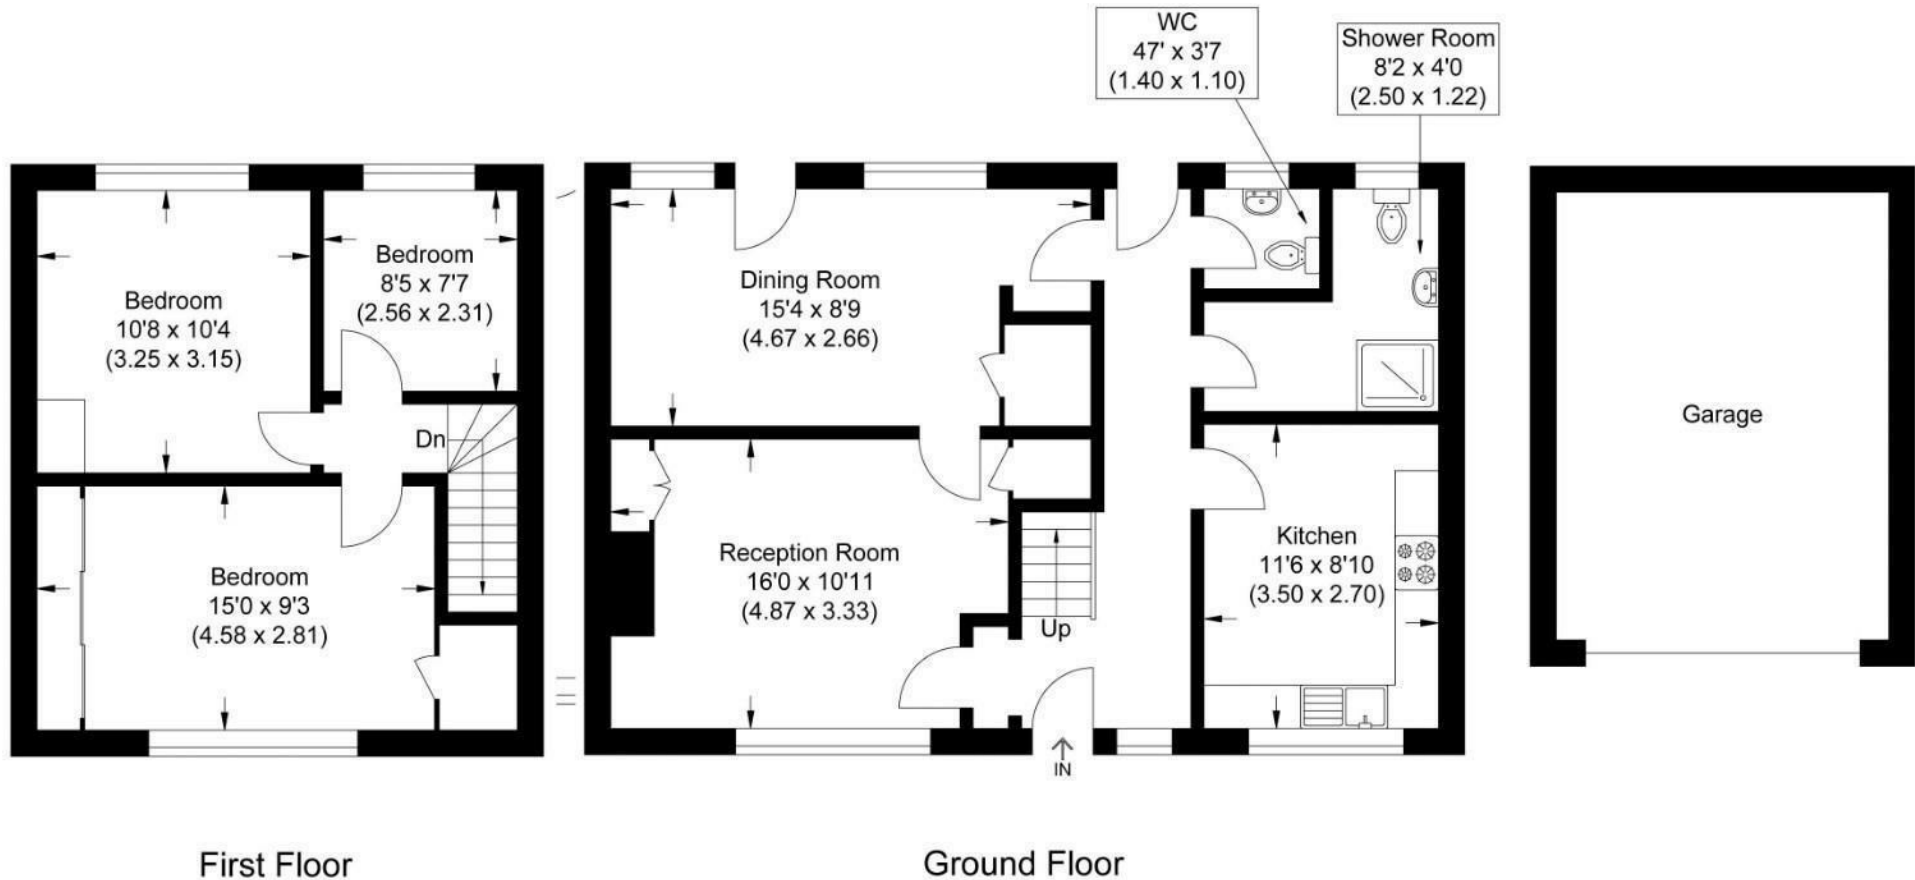 WC
47' x 3'7
(1.40 x 1.10)
Shower Room
8'2 x 4'0
(2.50 x 1.22)
Bedroom
10'8 x 10'4
(3.25 x 3.15)
Bedroom
8'5 x 7'7
(2.56 x 2.31)
Dn
Bedroom
15'0 x 9'3
(4.58 x 2.81)
Dining Room
15'4 x 8'9
(4.67 x 2.66)
Reception Room
16'0 x 10'11
(4.87 x 3.33)
Up
IN
Kitchen
11'6 x 8'10
(3.50 x 2.70)
Garage
First Floor
Ground Floor